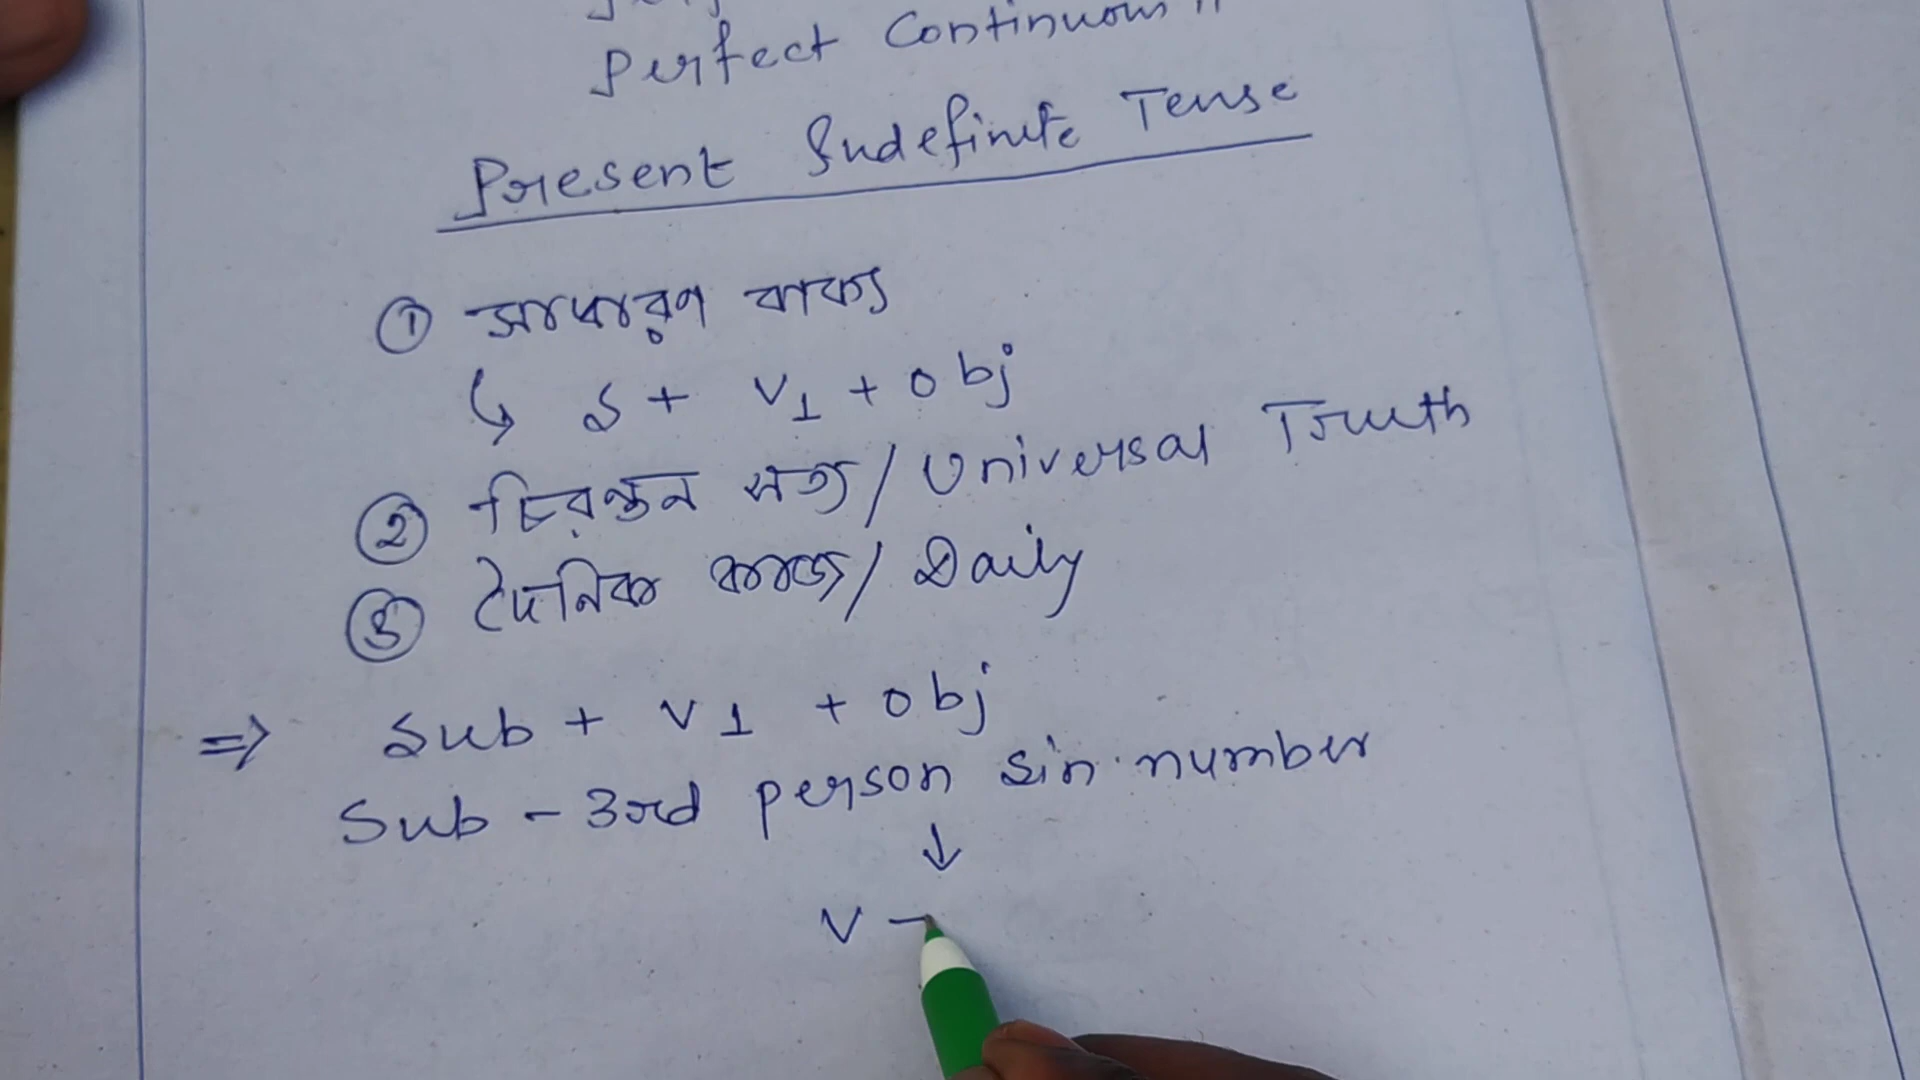 Perfect Continuous "
Present Indefinite Tense
① সাধারণ বাক্য
↳ S + V1 + obj
② চিরন্তন সত্য / Universal Truth
③ দৈনিক কাজ / Daily
⇒ Sub + V1 + obj
Sub - 3rd person sin. number
↓
V -